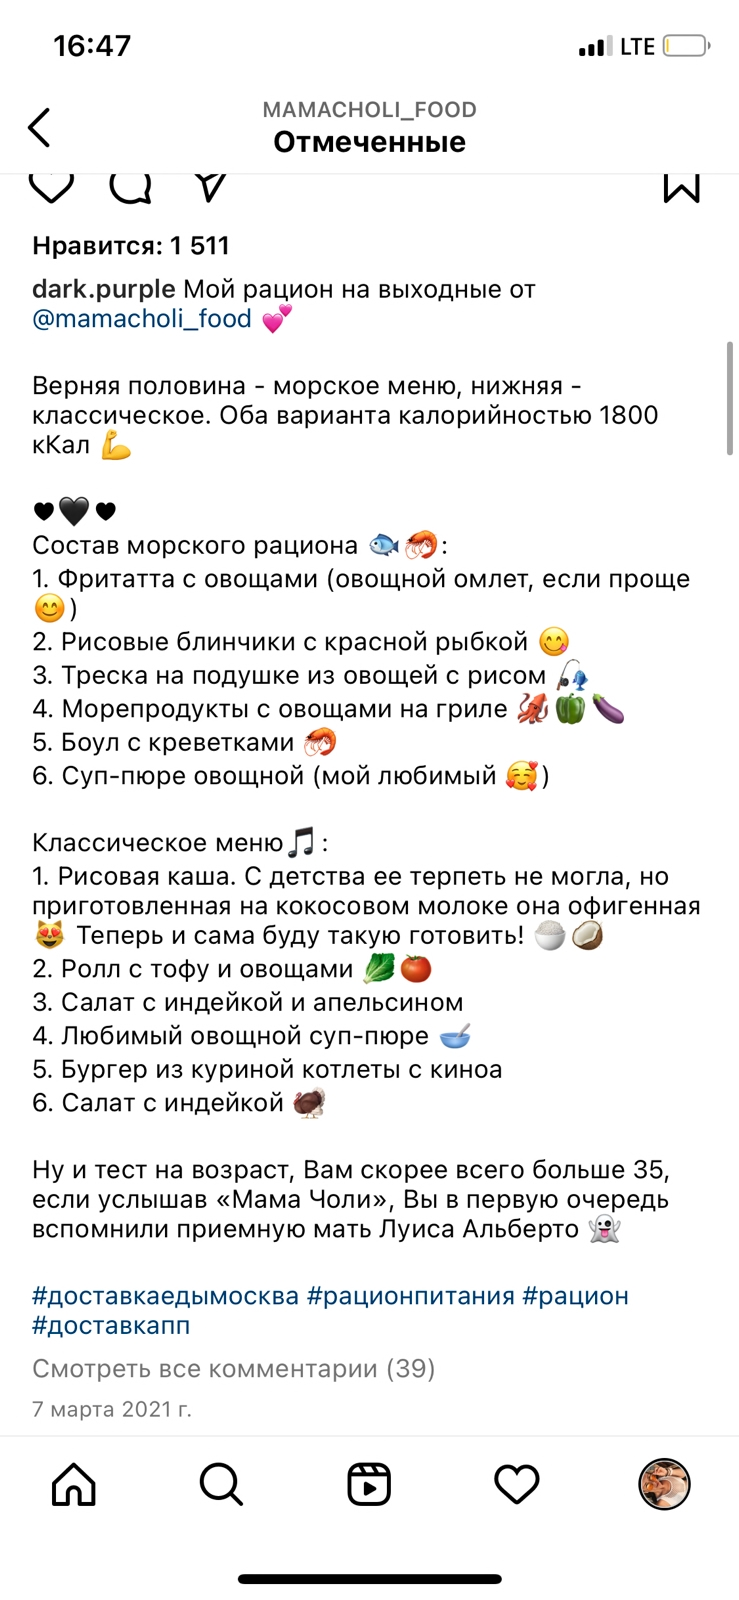 16:47
LTE
MAMACHOLI_FOOD
Отмеченные
Нравится: 1 511
dark.purple Мой рацион на выходные от
@mamacholi_food 💕
Верняя половина - морское меню, нижняя -
классическое. Оба варианта калорийностью 1800
кКал 💪
♥🖤♥
Состав морского рациона 🐟🦐:
1. Фритатта с овощами (овощной омлет, если проще
😊)
2. Рисовые блинчики с красной рыбкой 😋
3. Треска на подушке из овощей с рисом 🎣
4. Морепродукты с овощами на гриле 🦑🫑🍆
5. Боул с креветками 🦐
6. Суп-пюре овощной (мой любимый 🥰)
Классическое меню🎵:
1. Рисовая каша. С детства ее терпеть не могла, но
приготовленная на кокосовом молоке она офигенная
😻 Теперь и сама буду такую готовить! 🍚🥥
2. Ролл с тофу и овощами 🥬🍅
3. Салат с индейкой и апельсином
4. Любимый овощной суп-пюре 🥣
5. Бургер из куриной котлеты с киноа
6. Салат с индейкой 🦃
Ну и тест на возраст, Вам скорее всего больше 35,
если услышав «Мама Чоли», Вы в первую очередь
вспомнили приемную мать Луиса Альберто 👻
#доставкаедымосква #рационпитания #рацион
#доставкапп
Смотреть все комментарии (39)
7 марта 2021 г.